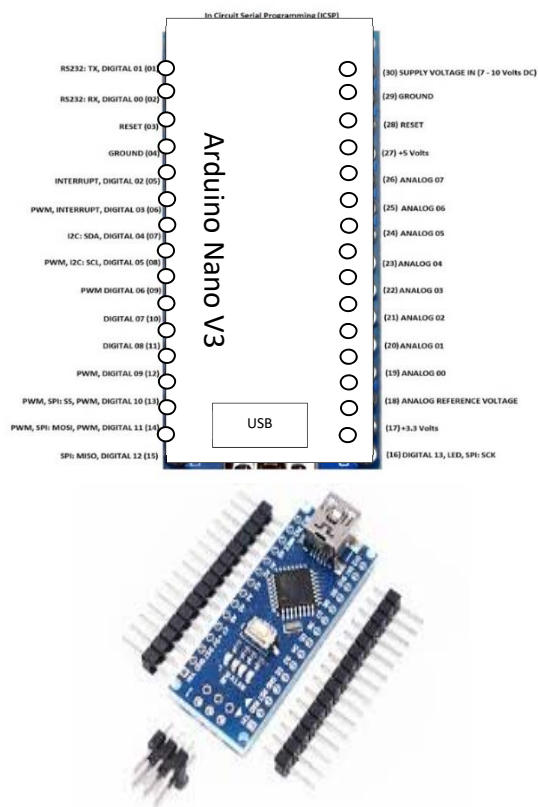 In Circuit Serial Programming (ICSP)
RS232: TX, DIGITAL 01 (01)
RS232: RX, DIGITAL 00 (02)
RESET (03)
GROUND (04)
INTERRUPT, DIGITAL 02 (05)
PWM, INTERRUPT, DIGITAL 03 (06)
I2C: SDA, DIGITAL 04 (07)
PWM, I2C: SCL, DIGITAL 05 (08)
PWM DIGITAL 06 (09)
DIGITAL 07 (10)
DIGITAL 08 (11)
PWM, DIGITAL 09 (12)
PWM, SPI: SS, PWM, DIGITAL 10 (13)
PWM, SPI: MOSI, PWM, DIGITAL 11 (14)
SPI: MISO, DIGITAL 12 (15)
Arduino Nano V3
USB
(30) SUPPLY VOLTAGE IN (7 - 10 Volts DC)
(29) GROUND
(28) RESET
(27) +5 Volts
(26) ANALOG 07
(25) ANALOG 06
(24) ANALOG 05
(23) ANALOG 04
(22) ANALOG 03
(21) ANALOG 02
(20) ANALOG 01
(19) ANALOG 00
(18) ANALOG REFERENCE VOLTAGE
(17) +3.3 Volts
(16) DIGITAL 13, LED, SPI: SCK